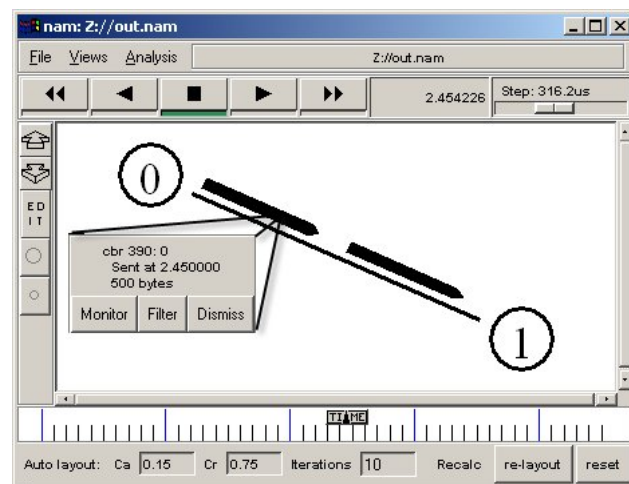 nam: Z://out.nam
File Views Analysis Z://out.nam
2.454226 Step: 316.2us
0
ED
IT
cbr 390: 0
Sent at 2.450000
500 bytes
Monitor Filter Dismiss
1
TIME
Auto layout: Ca 0.15 Cr 0.75 Iterations 10 Recalc re-layout reset